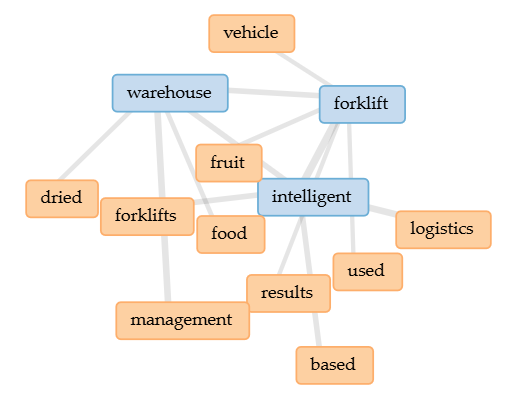 vehicle
warehouse
forklift
fruit
dried
intelligent
forklifts
food
logistics
used
results
management
based